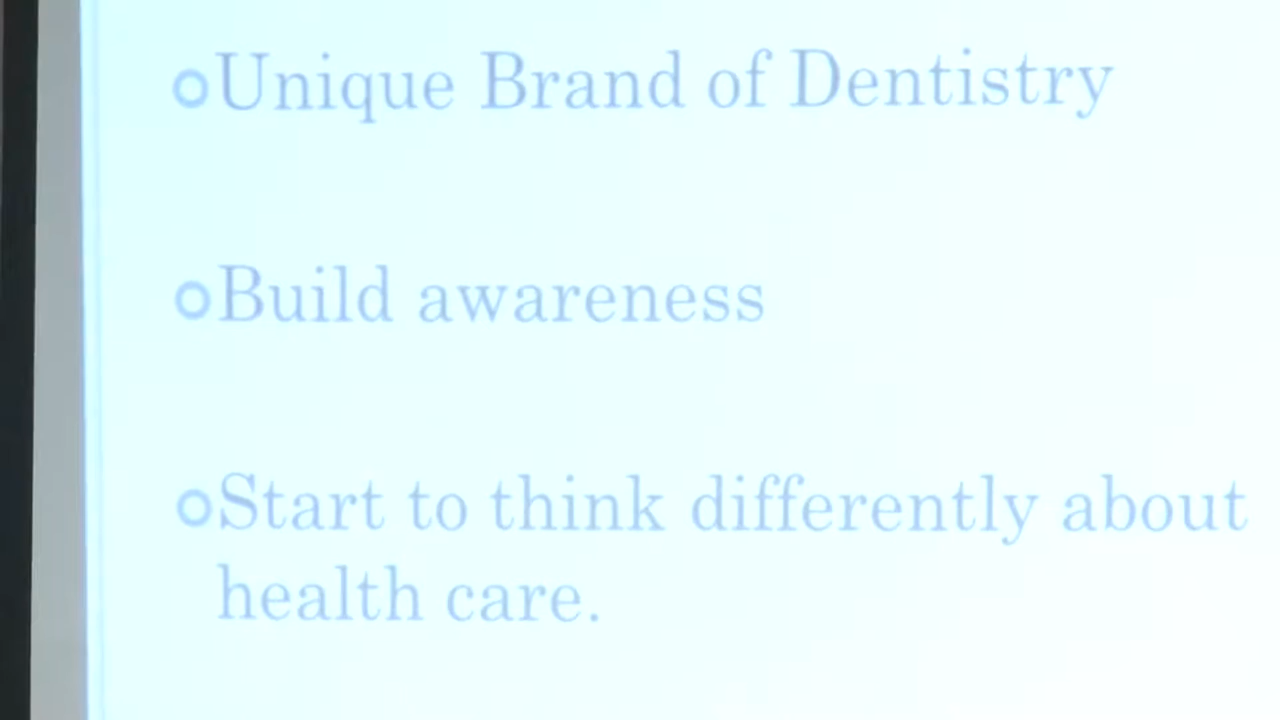 Unique Brand of Dentistry
Build awareness
Start to think differently about
health care.